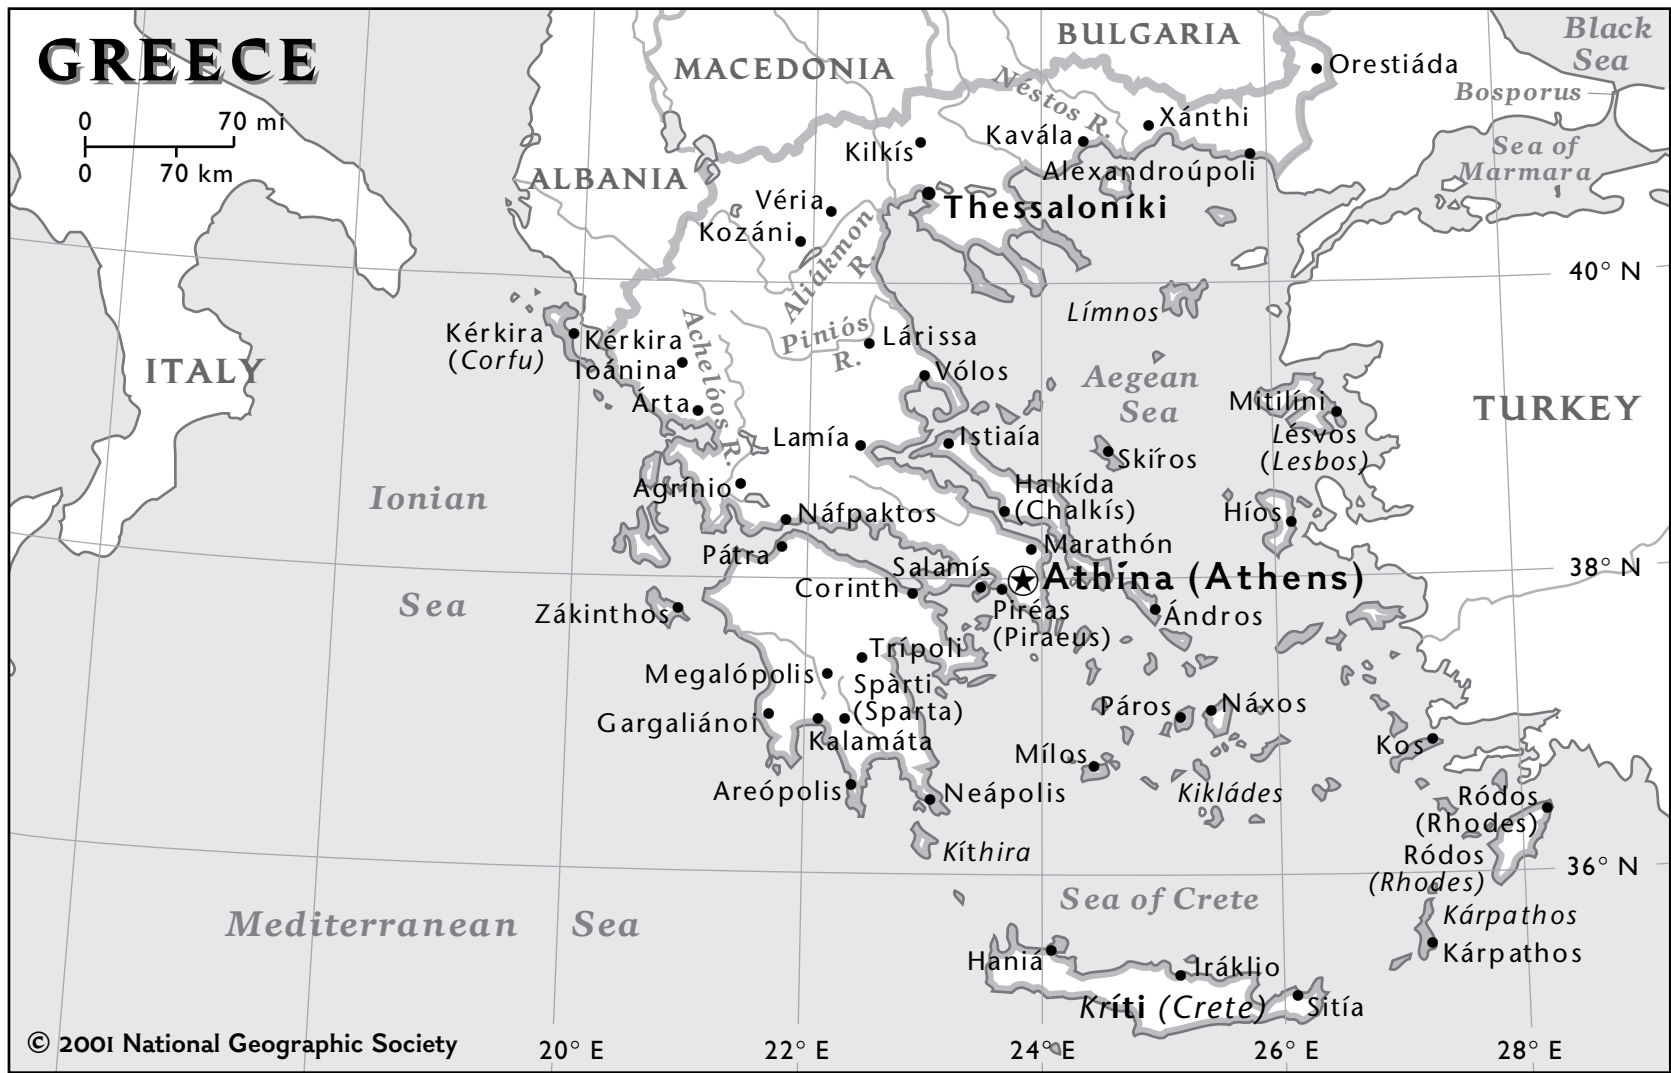 GREECE
0 70 mi
0 70 km
BULGARIA
Black
Sea
MACEDONIA
Orestiáda
Néstos R.
Bosporus
Xánthi
Kavála
Kilkís
Sea of
Marmara
Alexandroúpoli
ALBANIA
Véria
Thessaloníki
Kozáni
Aliákmon
R.
40° N
Límnos
Kérkira
(Corfu)
Kérkira
Ioánina
Achelóos R.
Piniós
R.
Lárissa
ITALY
Vólos
Aegean
Sea
Árta
Mitilíni
TURKEY
Lamía
Istiaía
Lésvos
(Lesbos)
Skíros
Ionian
Agrínio
Halkída
(Chalkís)
Náfpaktos
Híos
Pátra
Marathón
Salamís
Athína (Athens)
38° N
Corinth
Sea
Zákinthos
Piréas
(Piraeus)
Ándros
Trípoli
Megalópolis
Spàrti
(Sparta)
Páros
Náxos
Gargaliánoi
Kalamáta
Kos
Mílos
Areópolis
Neápolis
Kikládes
Ródos
(Rhodes)
Kíthira
Ródos
(Rhodes)
36° N
Sea of Crete
Mediterranean Sea
Kárpathos
Kárpathos
Haniá
Iráklio
Kríti (Crete)
Sitía
© 2001 National Geographic Society
20° E 22° E 24° E 26° E 28° E